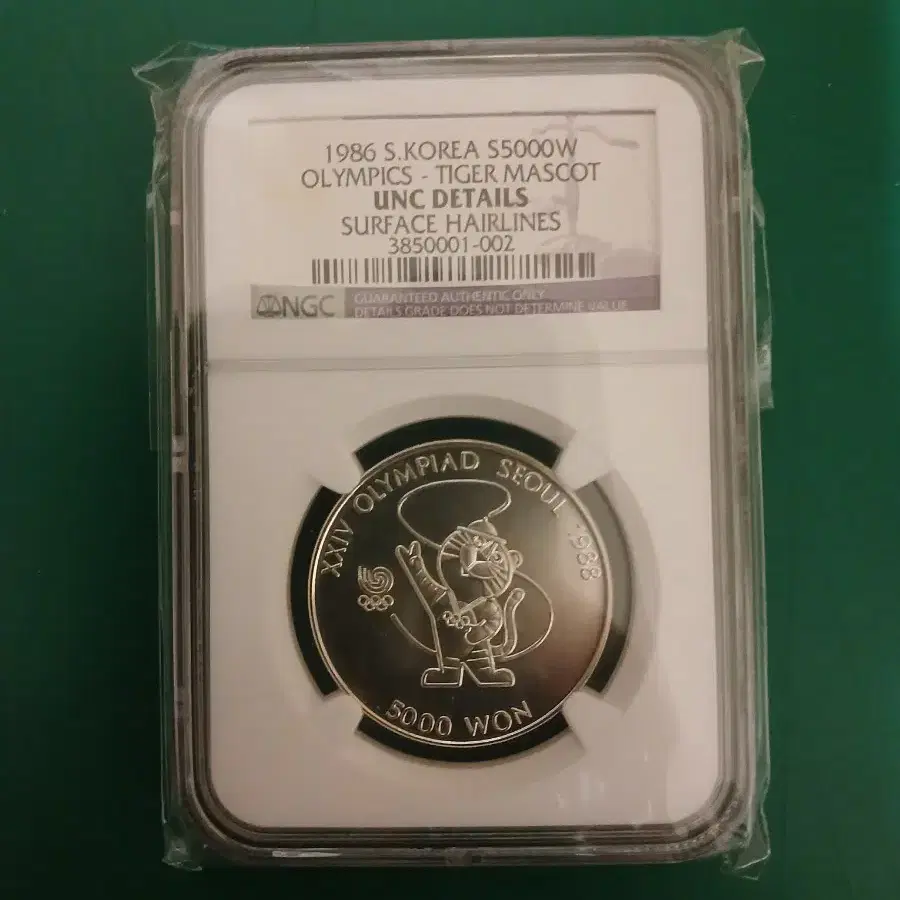 1986 S.KOREA S5000W
OLYMPICS - TIGER MASCOT
UNC DETAILS
SURFACE HAIRLINES
3850001-002
NGC
GUARANTEED AUTHENTIC ONLY
DETAILS GRADE DOES NOT DETERMINE VALUE
XXIV OLYMPIAD SEOUL 1988
5000 WON